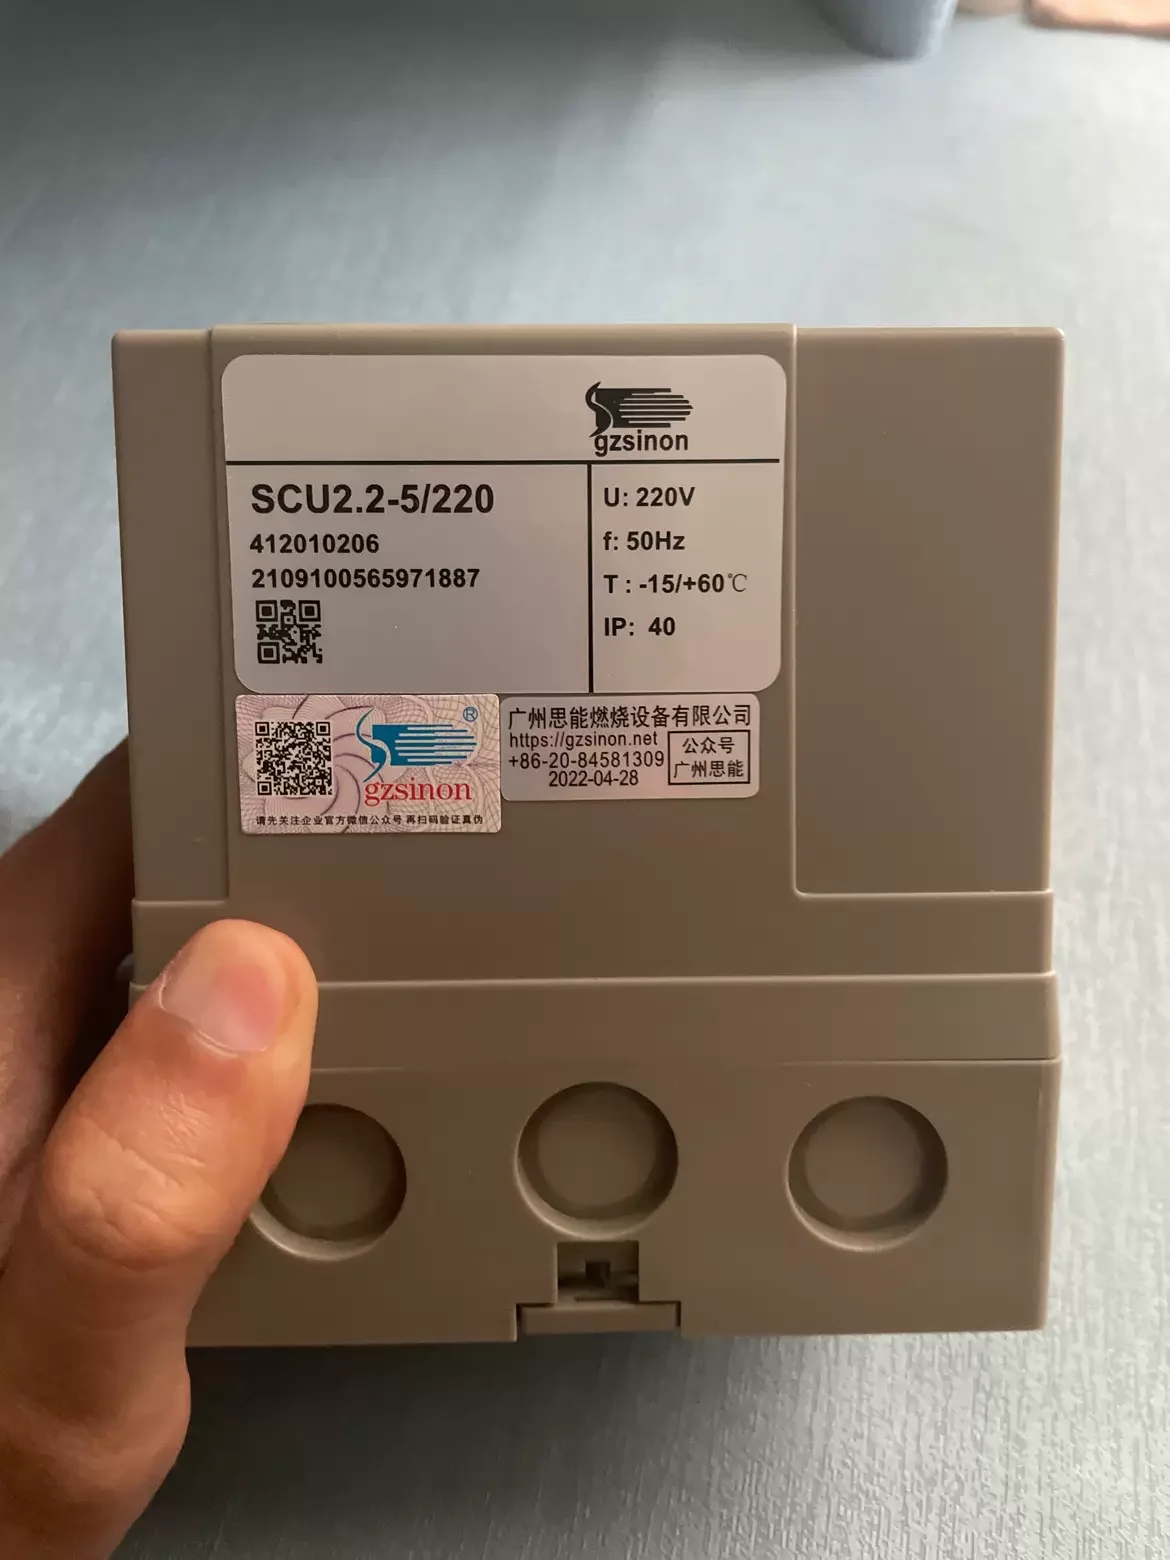 gzsinon
SCU2.2-5/220
412010206
2109100565971887
U: 220V
f: 50Hz
T : -15/+60℃
IP: 40
®
gzsinon
请先关注企业官方微信公众号 再扫码验证真伪
广州思能燃烧设备有限公司
https://gzsinon.net
+86-20-84581309
2022-04-28
公众号
广州思能